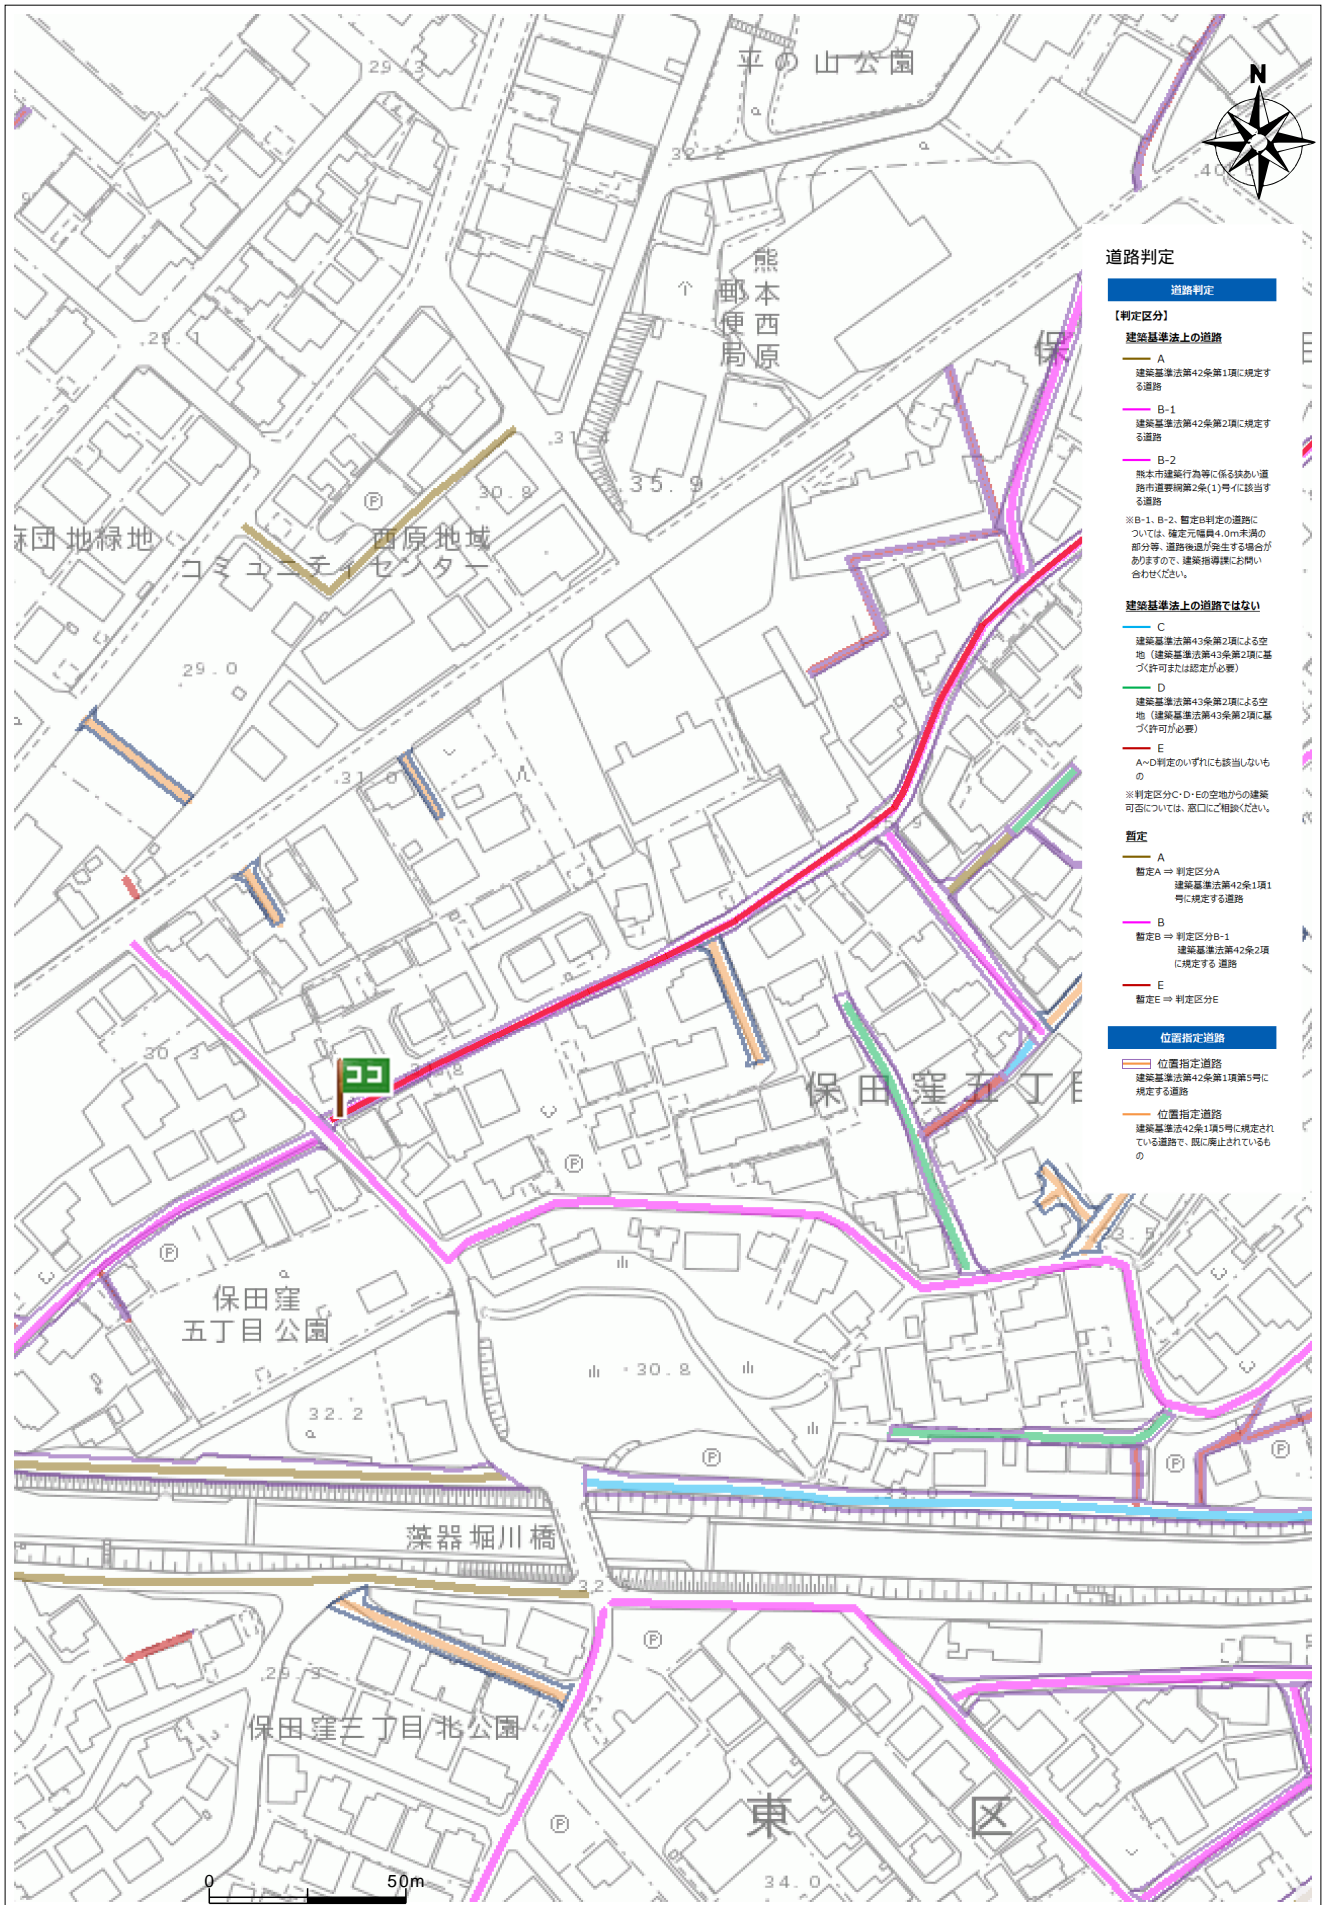 平の山公園
29.3
32.2
N
40.5
熊本西原
郵便局
29.1
31.4
35.9
30.8
団地緑地
西原地域
コミュニティセンター
29.0
31.0
30.3
ココ
31.8
保田窪五丁目
保田窪
五丁目公園
32.2
30.8
23.5
33.0
藻器堀川橋
32.5
29.3
保田窪三丁目北公園
東区
34.0
0 50m
道路判定
道路判定
【判定区分】
建築基準法上の道路
A
建築基準法第42条第1項に規定す
る道路
B-1
建築基準法第42条第2項に規定す
る道路
B-2
熊本市建築行為等に係る狭あい道
路市道要綱第2条(1)号イに該当す
る道路
※B-1、B-2、暫定B判定の道路に
ついては、確定元幅員4.0m未満の
部分等、道路後退が発生する場合が
ありますので、建築指導課にお問い
合わせください。
建築基準法上の道路ではない
C
建築基準法第43条第2項による空
地（建築基準法第43条第2項に基
づく許可または認定が必要）
D
建築基準法第43条第2項による空
地（建築基準法第43条第2項に基
づく許可が必要）
E
A～D判定のいずれにも該当しないも
の
※判定区分C・D・Eの空地からの建築
可否については、窓口にご相談ください。
暫定
A
暫定A ⇒ 判定区分A
建築基準法第42条1項1
号に規定する道路
B
暫定B ⇒ 判定区分B-1
建築基準法第42条2項
に規定する 道路
E
暫定E ⇒ 判定区分E
位置指定道路
位置指定道路
建築基準法第42条第1項第5号に
規定する道路
位置指定道路
建築基準法42条1項5号に規定され
ている道路で、既に廃止されているも
の